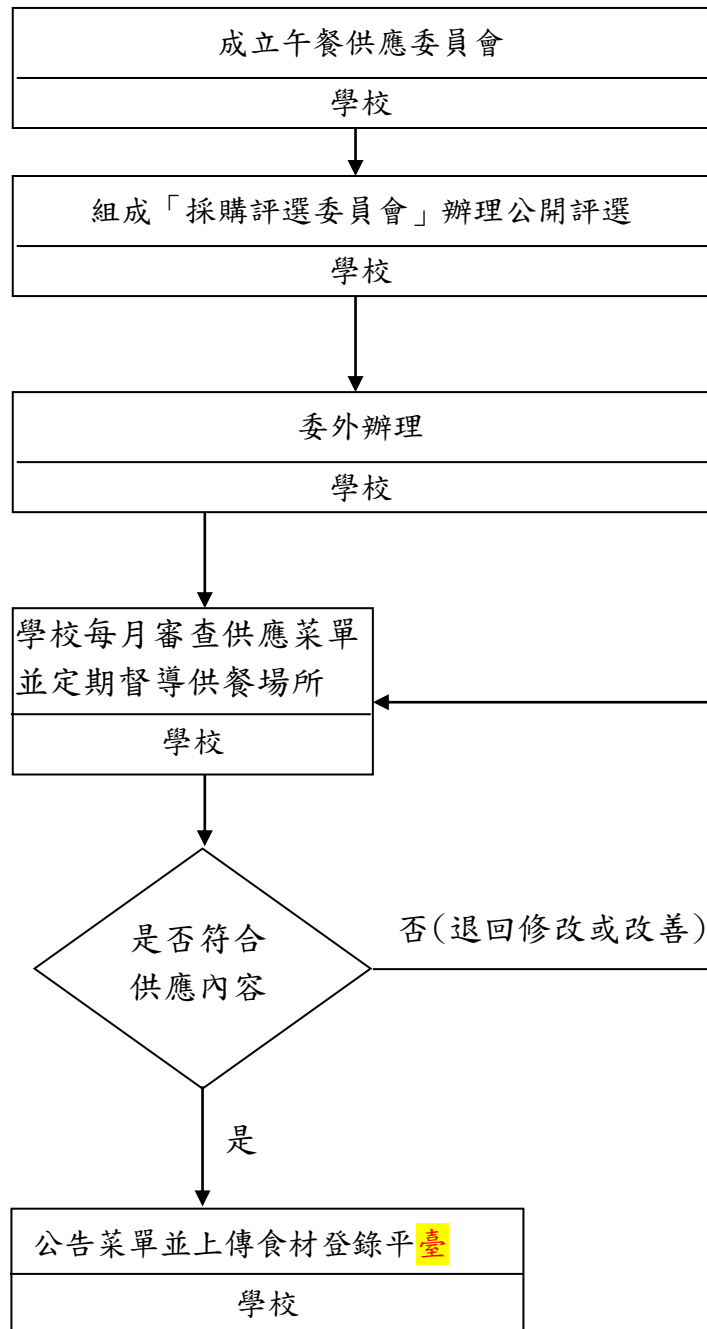 成立午餐供應委員會
學校
組成「採購評選委員會」辦理公開評選
學校
委外辦理
學校
學校每月審查供應菜單
並定期督導供餐場所
學校
是否符合
供應內容
否(退回修改或改善)
是
公告菜單並上傳食材登錄平臺
學校